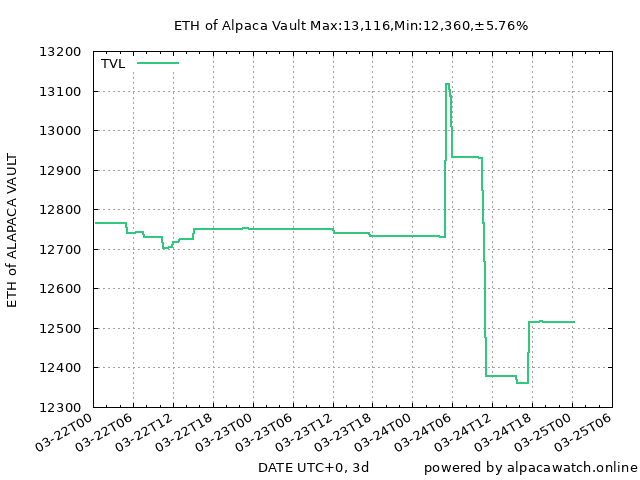 ETH of Alpaca Vault Max:13,116,Min:12,360,±5.76%
TVL
13200
13100
13000
12900
12800
12700
12600
12500
12400
12300
ETH of ALAPACA VAULT
03-22T00
03-22T06
03-22T12
03-22T18
03-23T00
03-23T06
03-23T12
03-23T18
03-24T00
03-24T06
03-24T12
03-24T18
03-25T00
03-25T06
DATE UTC+0, 3d
powered by alpacawatch.online